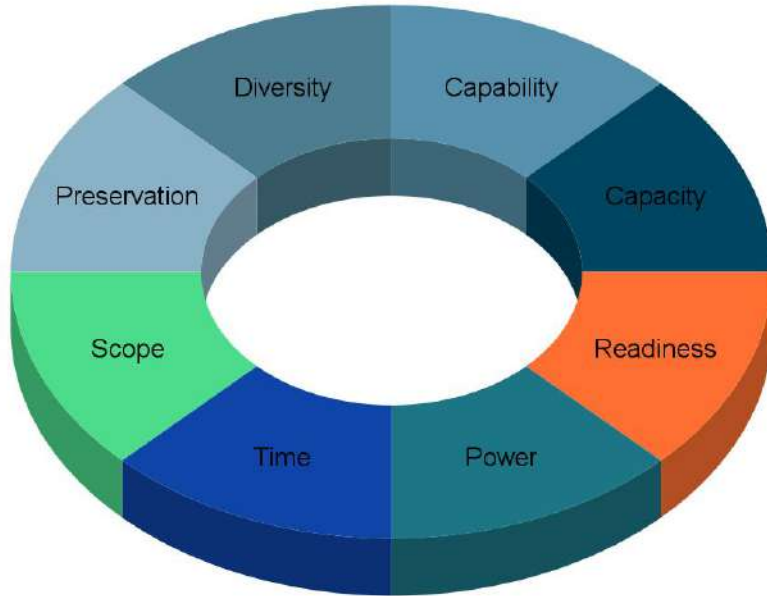 Diversity
Capability
Preservation
Capacity
Scope
Readiness
Time
Power